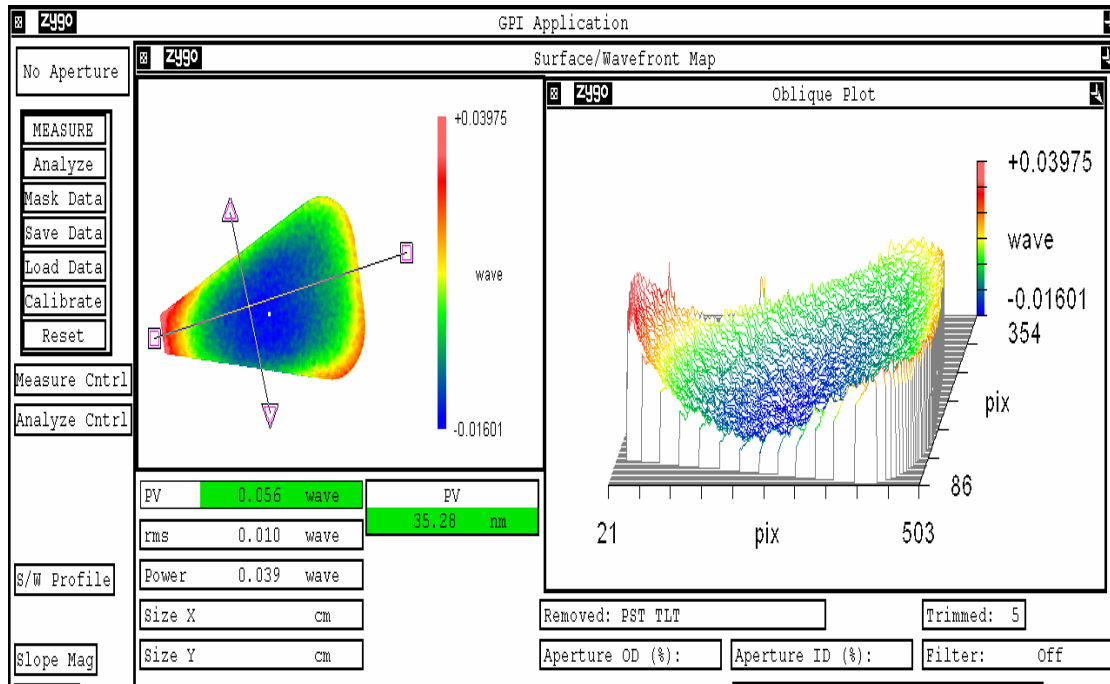 zygo GPI Application
zygo Surface/Wavefront Map
No Aperture
MEASURE
Analyze
Mask Data
Save Data
Load Data
Calibrate
Reset
Measure Cntrl
Analyze Cntrl
S/W Profile
Slope Mag
+0.03975
wave
-0.01601
zygo Oblique Plot
+0.03975
wave
-0.01601
354
pix
86
21 pix 503
PV 0.056 wave
rms 0.010 wave
Power 0.039 wave
Size X cm
Size Y cm
PV
35.28 nm
Removed: PST TLT
Trimmed: 5
Aperture OD (%):
Aperture ID (%):
Filter: Off